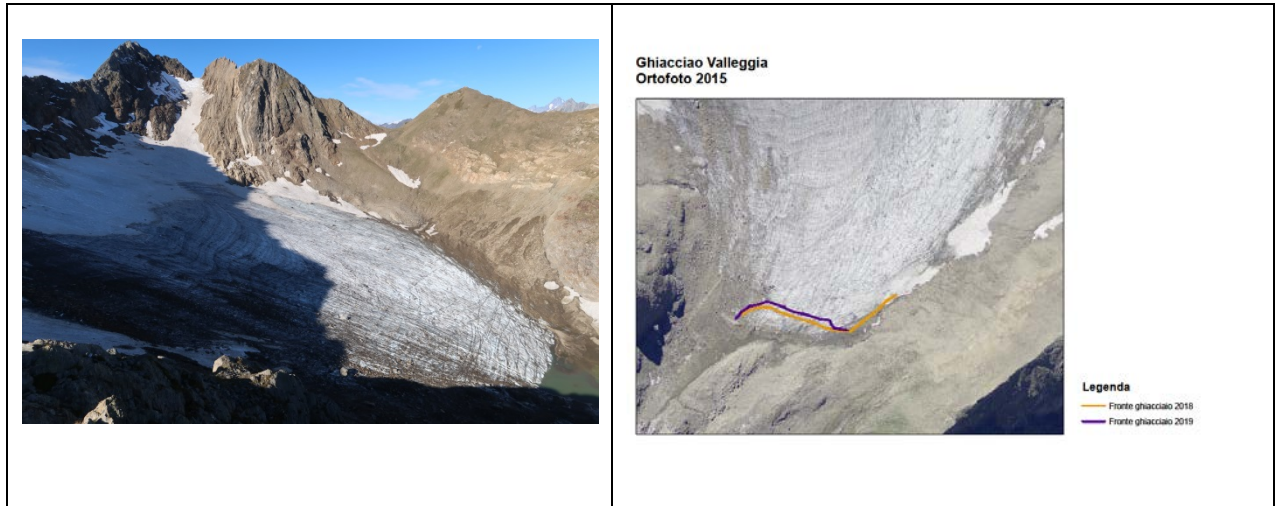 Ghiacciao Valleggia
Ortofoto 2015
Legenda
Fronte ghiacciaio 2018
Fronte ghiacciaio 2019